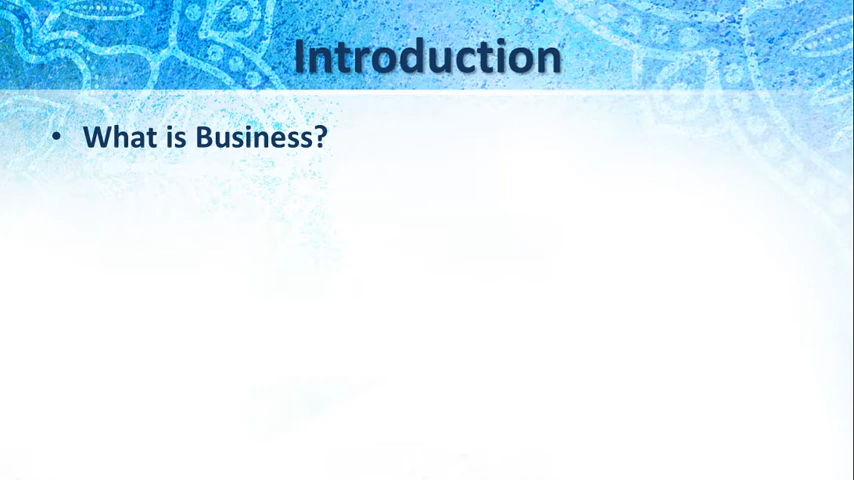 Introduction
• What is Business?